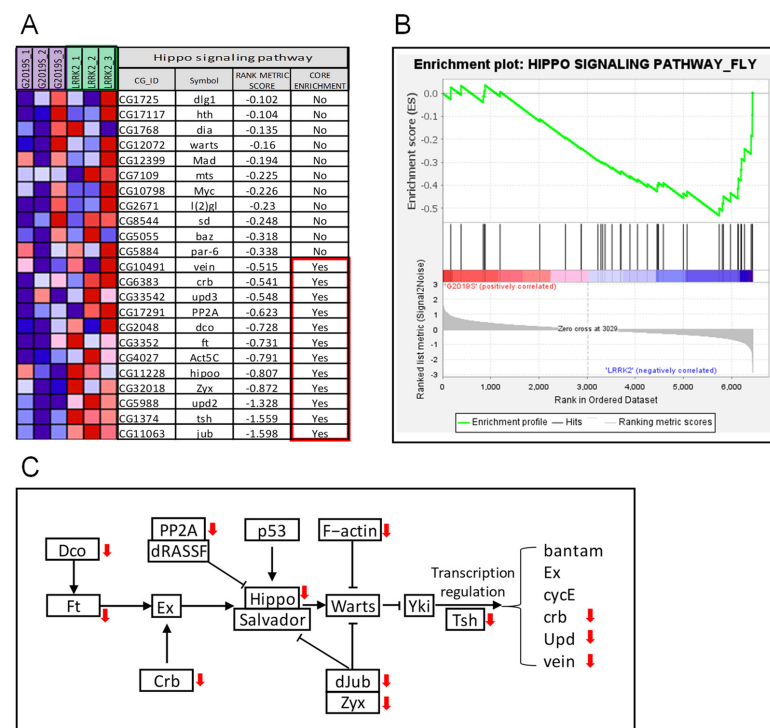 A
G2019S_1 G2019S_2 G2019S_3 LRRK2_1 LRRK2_2 LRRK2_3
Hippo signaling pathway
CG_ID Symbol RANK METRIC SCORE CORE ENRICHMENT
CG1725 dlg1 -0.102 No
CG17117 hth -0.104 No
CG1768 dia -0.135 No
CG12072 warts -0.16 No
CG12399 Mad -0.194 No
CG7109 mts -0.225 No
CG10798 Myc -0.226 No
CG2671 l(2)gl -0.23 No
CG8544 sd -0.248 No
CG5055 baz -0.318 No
CG5884 par-6 -0.338 No
CG10491 vein -0.515 Yes
CG6383 crb -0.541 Yes
CG33542 upd3 -0.548 Yes
CG17291 PP2A -0.623 Yes
CG2048 dco -0.728 Yes
CG3352 ft -0.731 Yes
CG4027 Act5C -0.791 Yes
CG11228 hipoo -0.807 Yes
CG32018 Zyx -0.872 Yes
CG5988 upd2 -1.328 Yes
CG1374 tsh -1.559 Yes
CG11063 jub -1.598 Yes
B
Enrichment plot: HIPPO SIGNALING PATHWAY_FLY
Enrichment score (ES)
0.0
-0.1
-0.2
-0.3
-0.4
-0.5
'G2019S' (positively correlated)
Ranked list metric (Signal2Noise)
3
2
1
0
-1
-2
-3
Zero cross at 3029
'LRRK2' (negatively correlated)
0 1,000 2,000 3,000 4,000 5,000 6,000
Rank in Ordered Dataset
Enrichment profile Hits Ranking metric scores
C
Dco
Ft
PP2A
dRASSF
p53
F-actin
Ex
Hippo
Salvador
Warts
Yki
Transcription
regulation
Tsh
Crb
dJub
Zyx
bantam
Ex
cycE
crb
Upd
vein